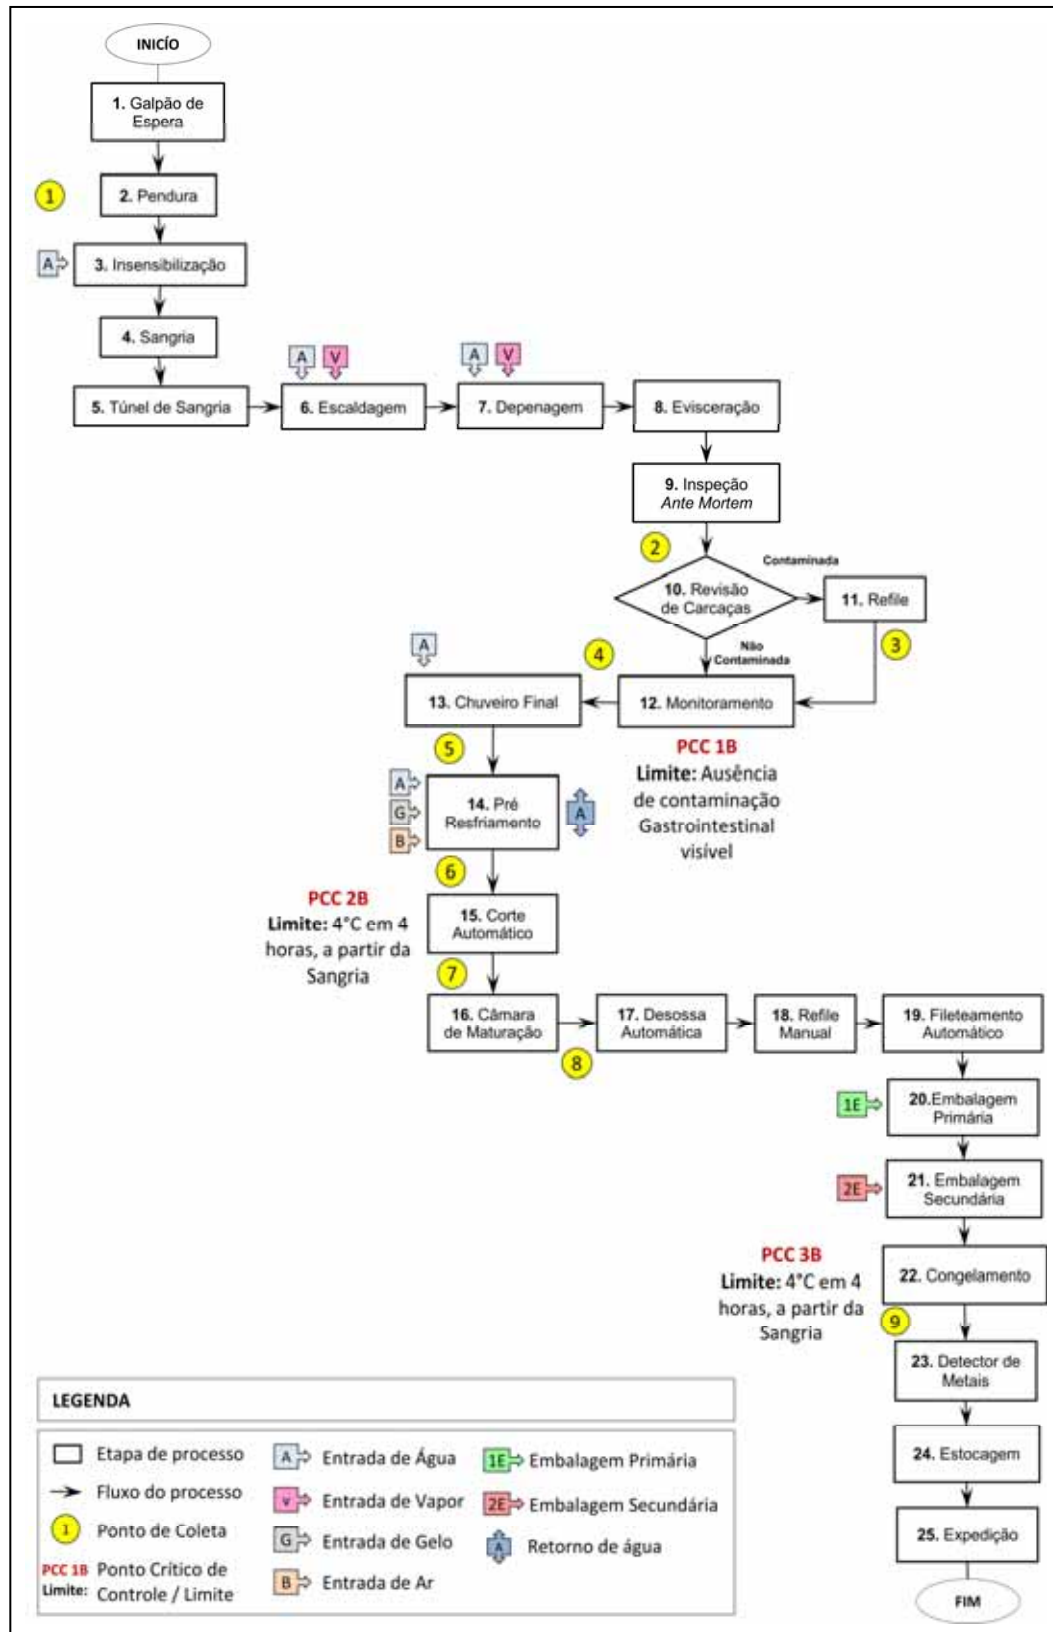 INICÍO
1. Galpão de
Espera
1
2. Pendura
A
3. Insensibilização
4. Sangria
A
V
A
V
5. Túnel de Sangria
6. Escaldagem
7. Depenagem
8. Evisceração
9. Inspeção
Ante Mortem
2
Contaminada
10. Revisão
de Carcaças
11. Refile
3
Não
Contaminada
4
A
13. Chuveiro Final
12. Monitoramento
PCC 1B
Limite: Ausência
de contaminação
Gastrointestinal
visível
5
A
G
B
14. Pré
Resfriamento
A
6
PCC 2B
Limite: 4°C em 4
horas, a partir da
Sangria
15. Corte
Automático
7
16. Câmara
de Maturação
8
17. Desossa
Automática
18. Refile
Manual
19. Fileteamento
Automático
1E
20.Embalagem
Primária
2E
21. Embalagem
Secundária
PCC 3B
Limite: 4°C em 4
horas, a partir da
Sangria
22. Congelamento
9
23. Detector de
Metais
24. Estocagem
25. Expedição
FIM
LEGENDA
Etapa de processo
Fluxo do processo
1 Ponto de Coleta
PCC 1B Ponto Crítico de
Limite: Controle / Limite
A Entrada de Água
v Entrada de Vapor
G Entrada de Gelo
B Entrada de Ar
1E Embalagem Primária
2E Embalagem Secundária
A Retorno de água